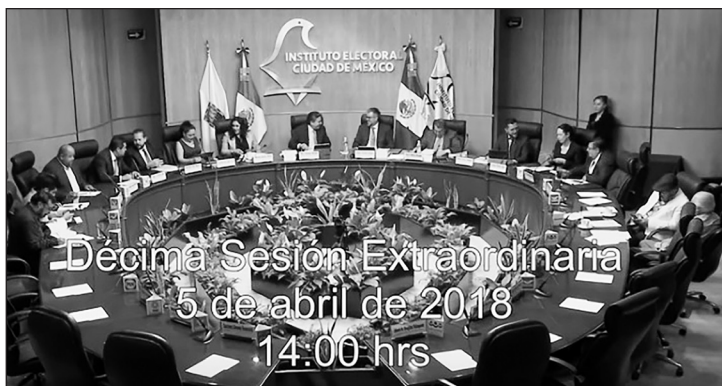 INSTITUTO ELECTORAL
CIUDAD DE MÉXICO
Décima Sesión Extraordinaria
5 de abril de 2018
14:00 hrs